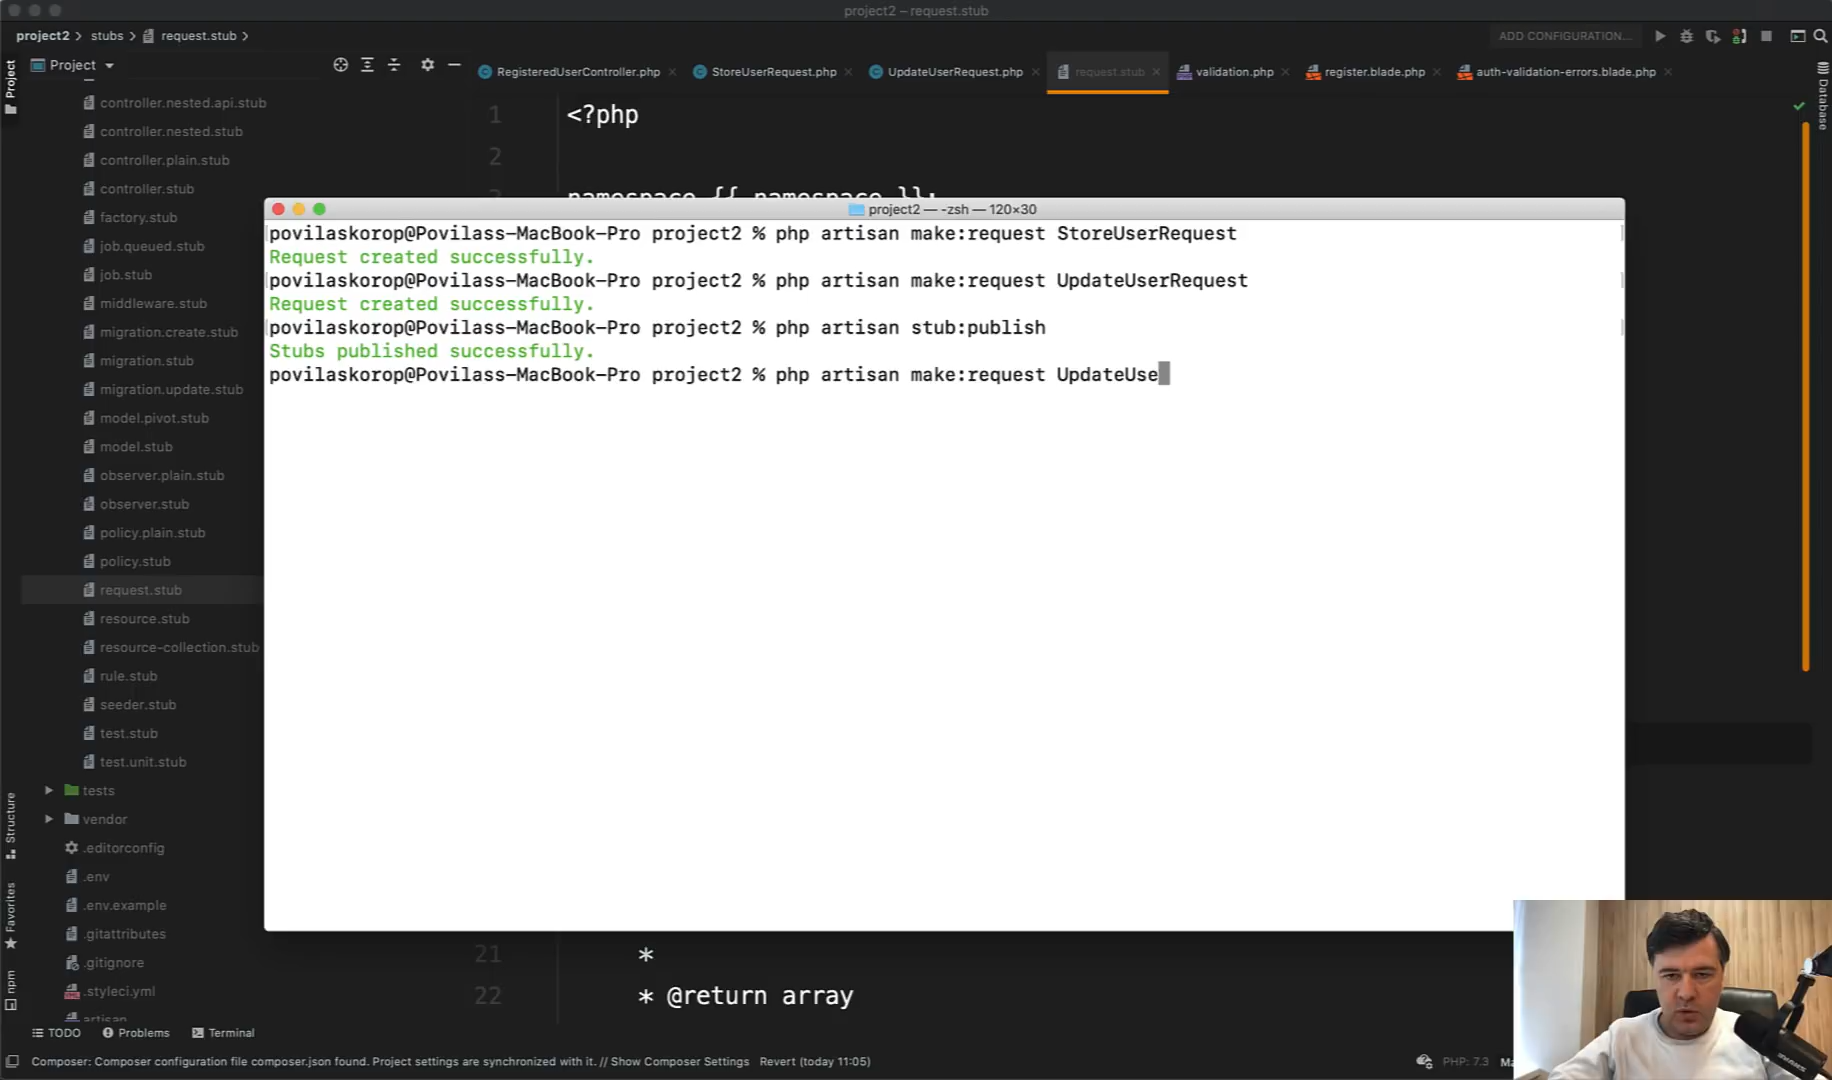 project2 – request.stub
project2 stubs request.stub
ADD CONFIGURATION...
Project
RegisteredUserController.php StoreUserRequest.php UpdateUserRequest.php request.stub validation.php register.blade.php auth-validation-errors.blade.php
Project
Database
controller.nested.api.stub
controller.nested.stub
controller.plain.stub
controller.stub
factory.stub
job.queued.stub
job.stub
middleware.stub
migration.create.stub
migration.stub
migration.update.stub
model.pivot.stub
model.stub
observer.plain.stub
observer.stub
policy.plain.stub
policy.stub
request.stub
resource.stub
resource-collection.stub
rule.stub
seeder.stub
test.stub
test.unit.stub
tests
vendor
.editorconfig
.env
.env.example
.gitattributes
.gitignore
.styleci.yml
artisan
Structure
Favorites
npm
1 <?php
2
3 namespace {{ namespace }};
project2 — -zsh — 120×30
povilaskorop@Povilass-MacBook-Pro project2 % php artisan make:request StoreUserRequest
Request created successfully.
povilaskorop@Povilass-MacBook-Pro project2 % php artisan make:request UpdateUserRequest
Request created successfully.
povilaskorop@Povilass-MacBook-Pro project2 % php artisan stub:publish
Stubs published successfully.
povilaskorop@Povilass-MacBook-Pro project2 % php artisan make:request UpdateUse
21 *
22 * @return array
TODO Problems Terminal
Composer: Composer configuration file composer.json found. Project settings are synchronized with it. // Show Composer Settings Revert (today 11:05)
PHP: 7.3